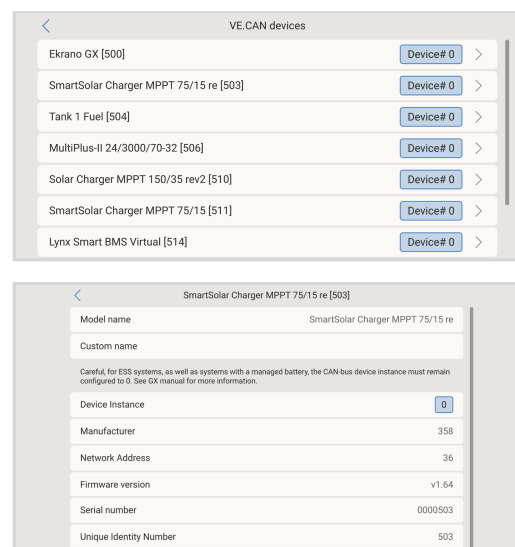 VE.CAN devices
Ekrano GX [500] Device# 0
SmartSolar Charger MPPT 75/15 re [503] Device# 0
Tank 1 Fuel [504] Device# 0
MultiPlus-II 24/3000/70-32 [506] Device# 0
Solar Charger MPPT 150/35 rev2 [510] Device# 0
SmartSolar Charger MPPT 75/15 [511] Device# 0
Lynx Smart BMS Virtual [514] Device# 0
SmartSolar Charger MPPT 75/15 re [503]
Model name SmartSolar Charger MPPT 75/15 re
Custom name
Careful, for ESS systems, as well as systems with a managed battery, the CAN-bus device instance must remain
configured to 0. See GX manual for more information.
Device Instance 0
Manufacturer 358
Network Address 36
Firmware version v1.64
Serial number 0000503
Unique Identity Number 503